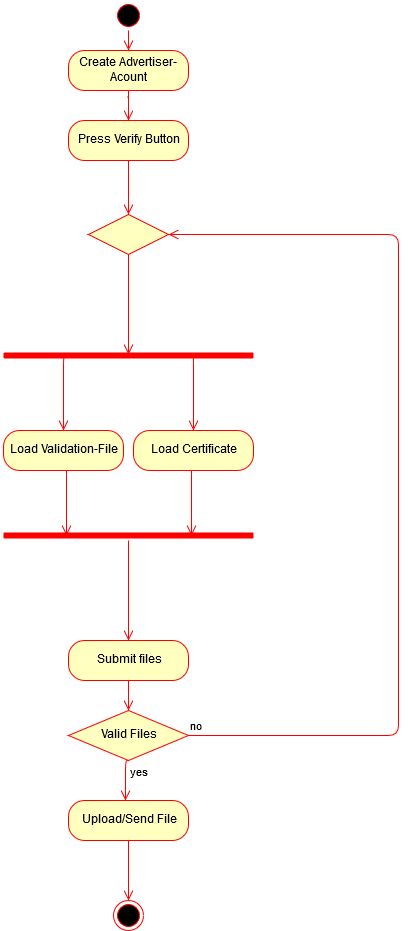 Create Advertiser-
Acount
Press Verify Button
Load Validation-File
Load Certificate
Submit files
Valid Files
no
yes
Upload/Send File